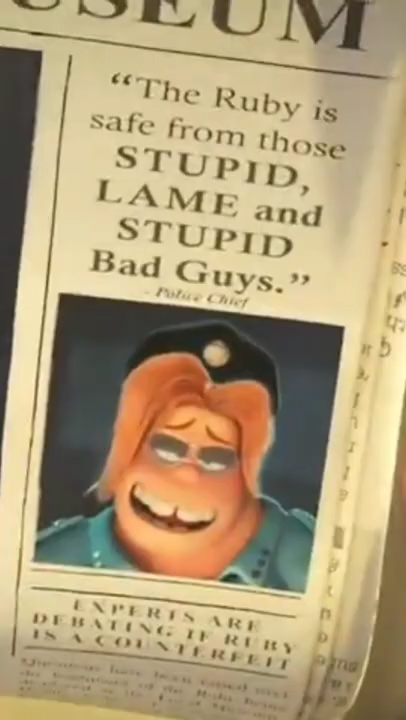 USEUM
“The Ruby is
safe from those
STUPID,
LAME and
STUPID
Bad Guys.”
- Police Chief
EXPERTS ARE
DEBATING IF RUBY
IS A COUNTERFEIT